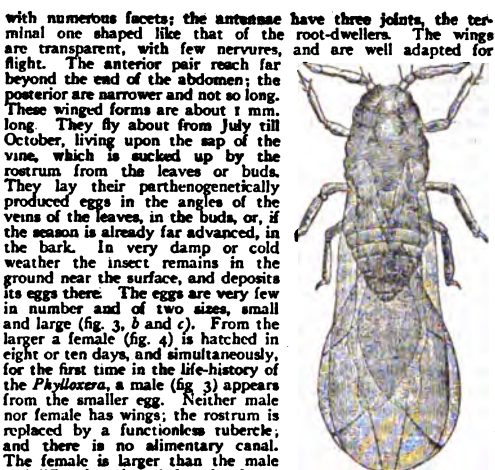 with numerous facets; the antennae have three joints, the ter-
minal one shaped like that of the root-dwellers. The wings
are transparent, with few nervures, and are well adapted for
flight. The anterior pair reach far
beyond the end of the abdomen; the
posterior are narrower and not so long.
These winged forms are about 1 mm.
long. They fly about from July till
October, living upon the sap of the
vine, which is sucked up by the
rostrum from the leaves or buds.
They lay their parthenogenetically
produced eggs in the angles of the
veins of the leaves, in the buds, or, if
the season is already far advanced, in
the bark. In very damp or cold
weather the insect remains in the
ground near the surface, and deposits
its eggs there. The eggs are very few
in number and of two sizes, small
and large (fig. 3, b and c). From the
larger a female (fig. 4) is hatched in
eight or ten days, and simultaneously,
for the first time in the life-history of
the Phylloxera, a male (fig 3) appears
from the smaller egg. Neither male
nor female has wings; the rostrum is
replaced by a functionless tubercle;
and there is no alimentary canal.
The female is larger than the male